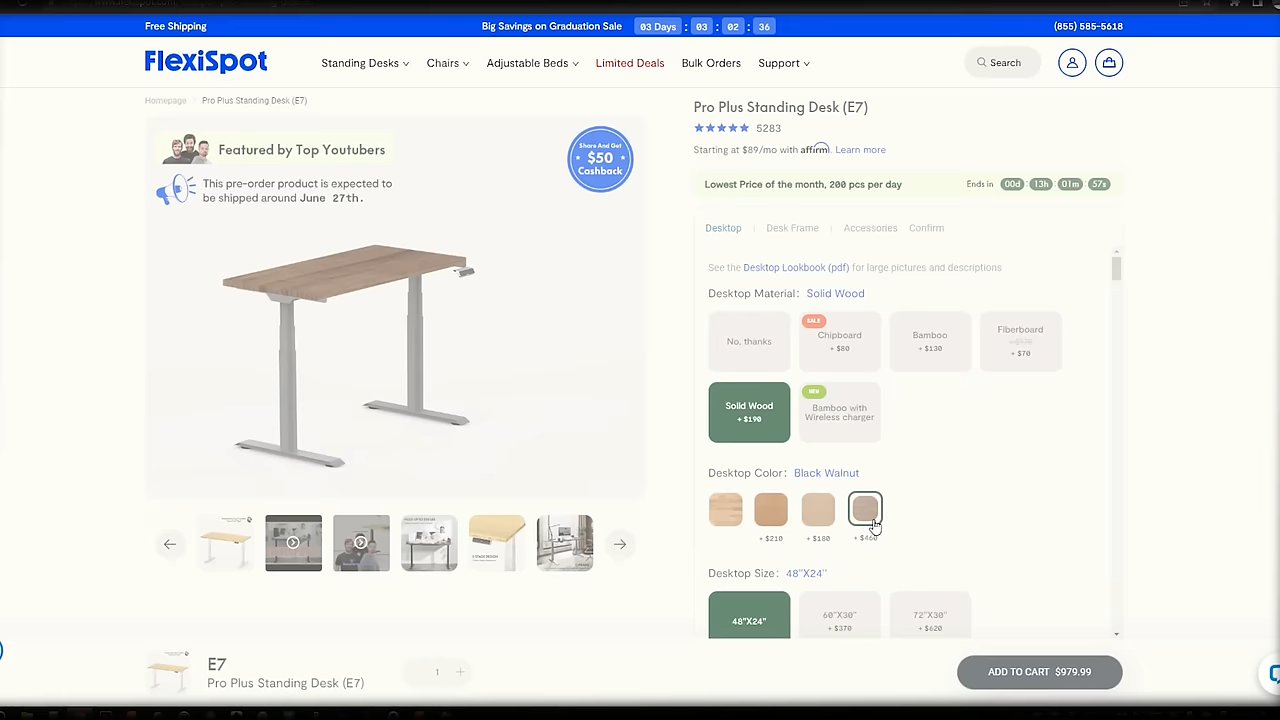 Free Shipping
Big Savings on Graduation Sale 03 Days : 03 : 02 : 36
(855) 585-5618
FlexiSpot
Standing Desks Chairs Adjustable Beds Limited Deals Bulk Orders Support
Search
Homepage Pro Plus Standing Desk (E7)
Featured by Top Youtubers
This pre-order product is expected to
be shipped around June 27th.
Share And Get
$50
Cashback
Pro Plus Standing Desk (E7)
5283
Starting at $89/mo with affirm. Learn more
Lowest Price of the month, 200 pcs per day Ends in 00d 13h 01m 57s
Desktop Desk Frame Accessories Confirm
See the Desktop Lookbook (pdf) for large pictures and descriptions
Desktop Material: Solid Wood
No, thanks
SALE
Chipboard
+ $80
Bamboo
+ $130
Fiberboard
+ $70
Solid Wood
+ $190
NEW
Bamboo with
Wireless charger
Desktop Color: Black Walnut
+ $210
+ $180
+ $460
Desktop Size: 48"X24"
48"X24"
60"X30"
+ $370
72"X30"
+ $620
E7
Pro Plus Standing Desk (E7)
1 +
ADD TO CART $979.99